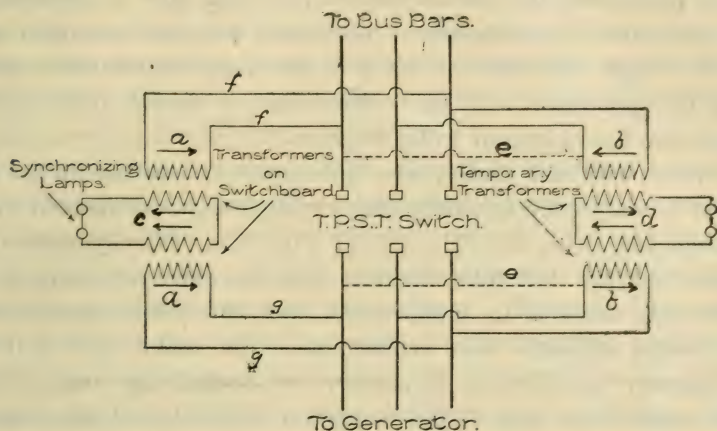 To Bus Bars.
f
f
a
Transformers
on
Switchboard
e
b
Temporary
Transformers
Synchronizing
Lamps.
c
T.P.S.T. Switch.
d
a
e
b
g
g
To Generator.